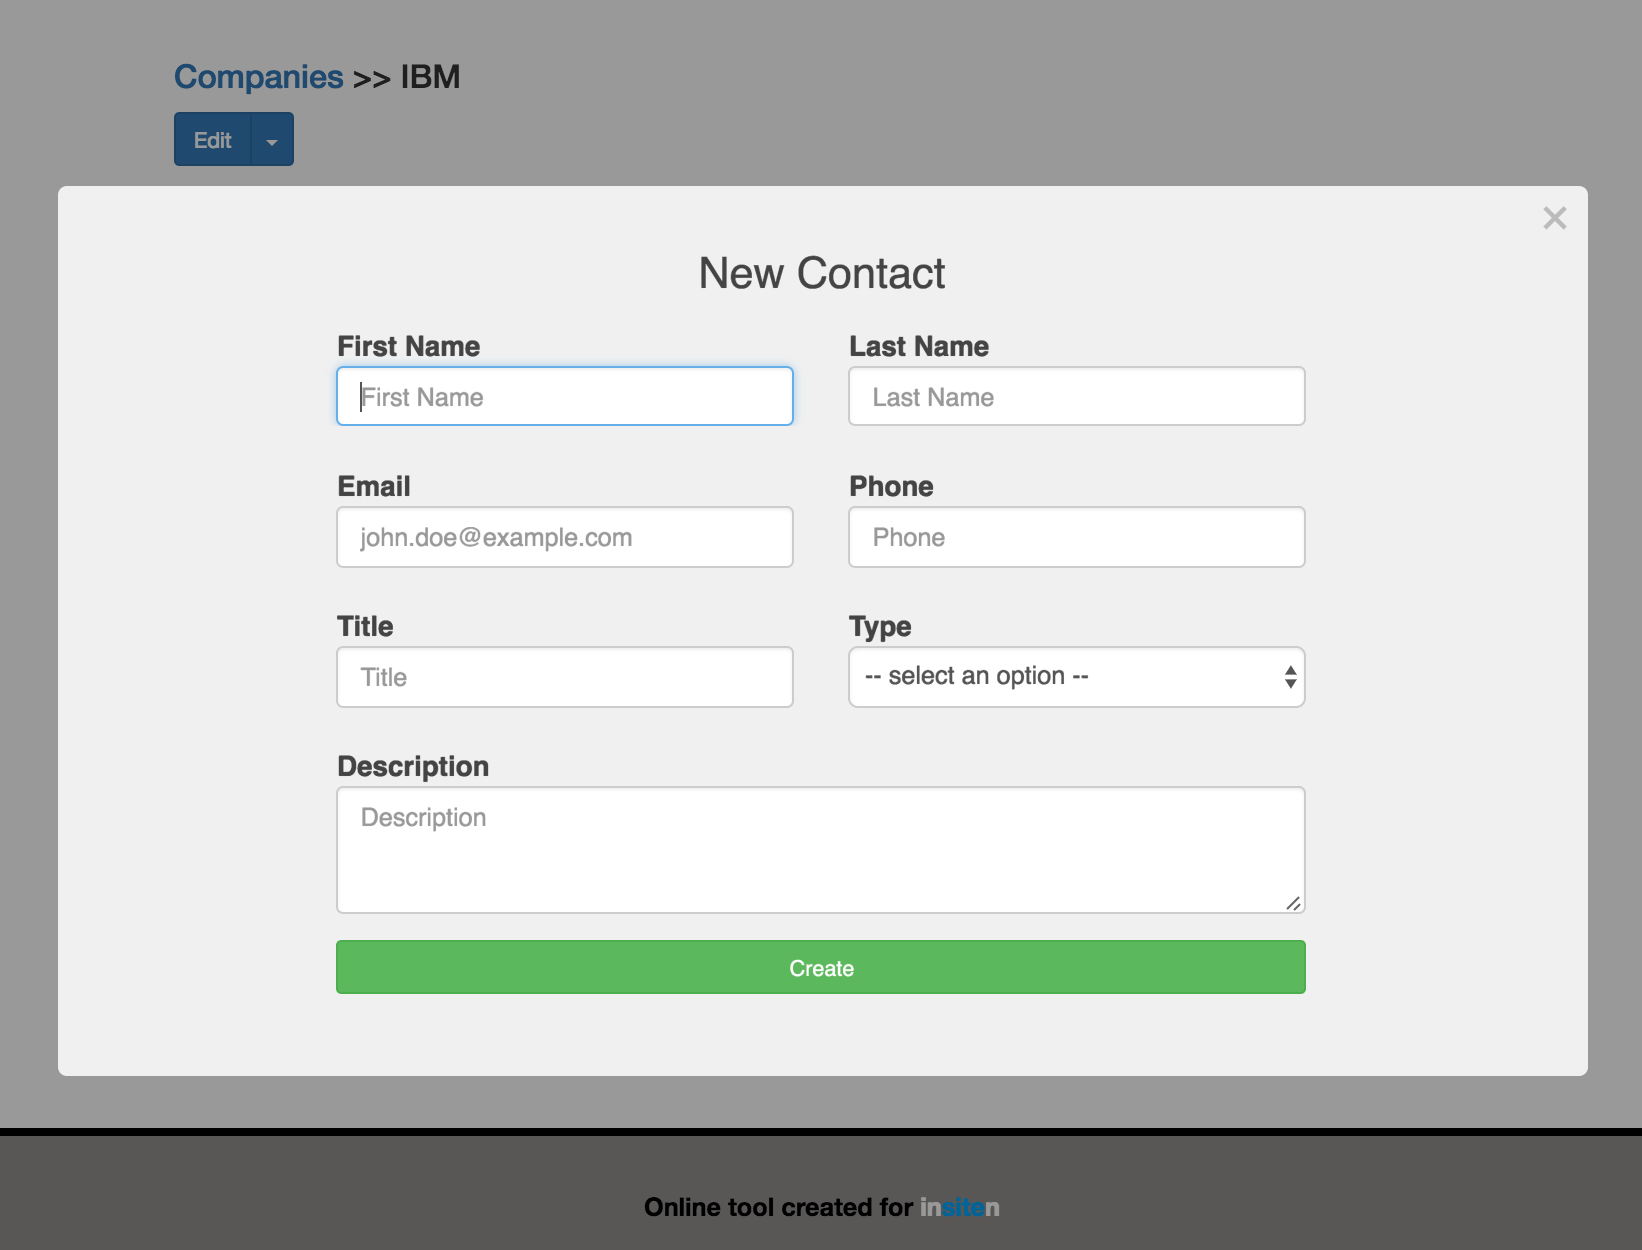 Companies >> IBM
Edit
×
New Contact
First Name Last Name
First Name Last Name
Email Phone
john.doe@example.com Phone
Title Type
Title -- select an option --
Description
Description
Create
Online tool created for insiten